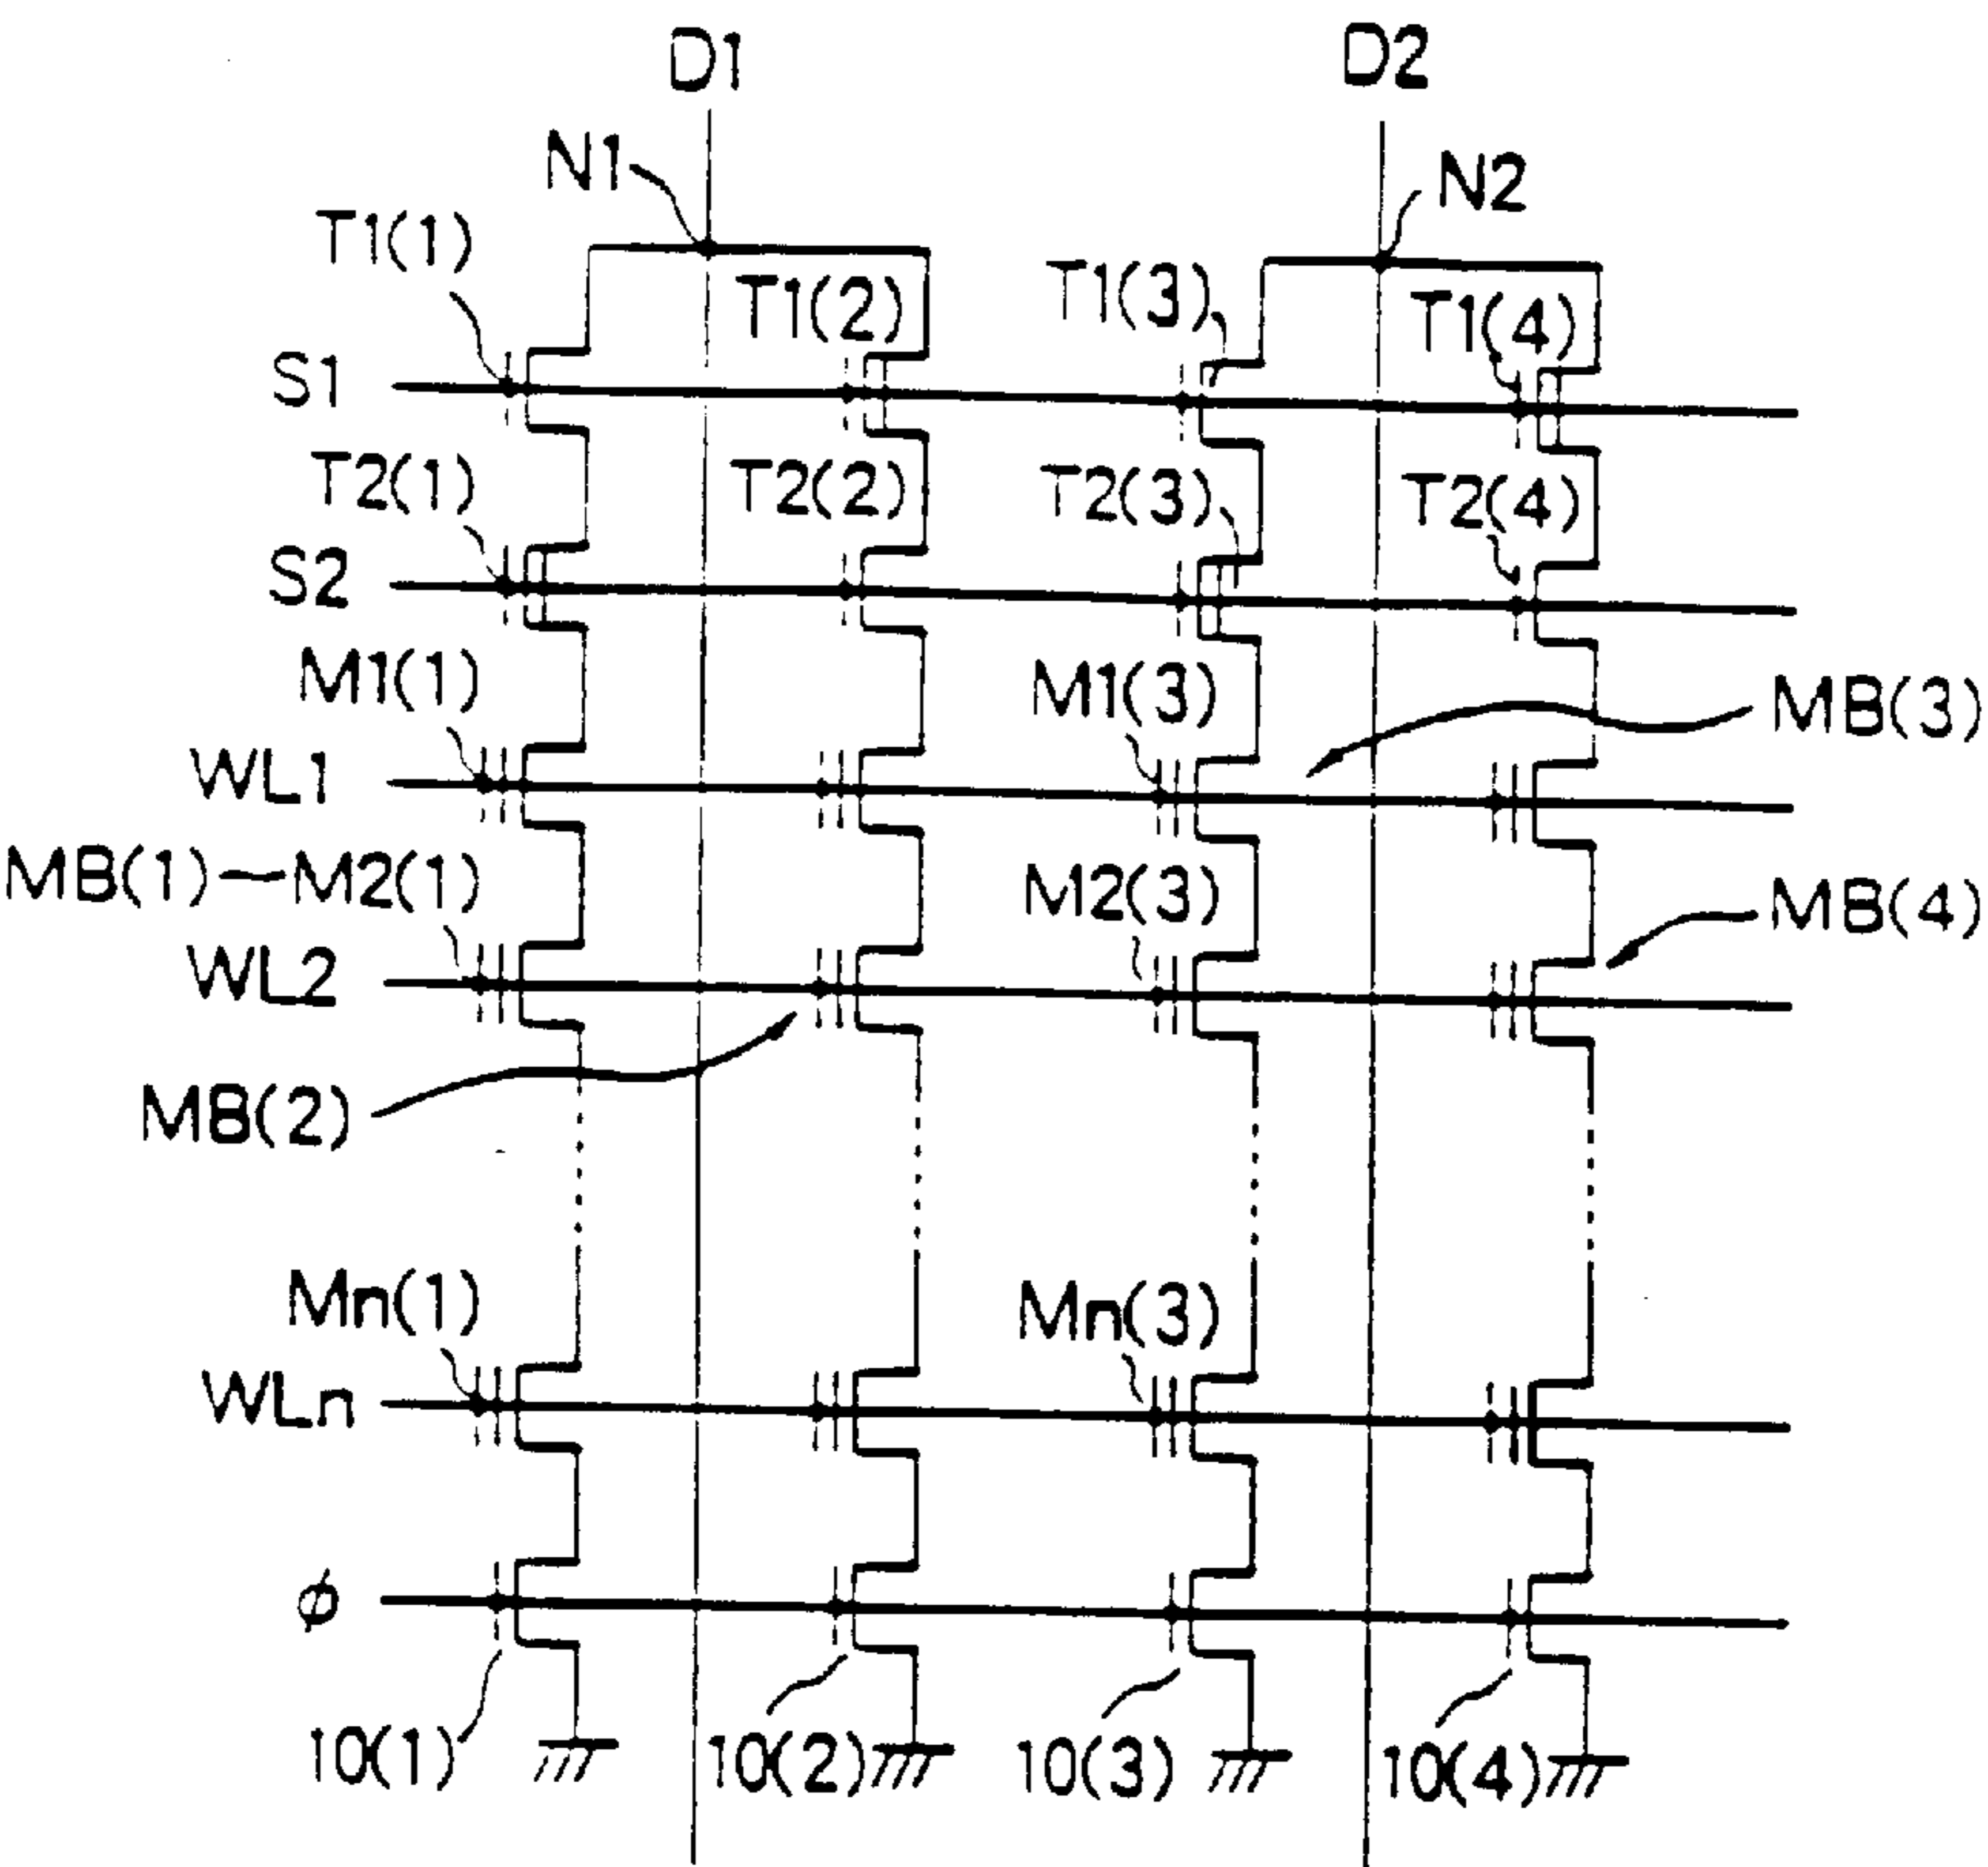 D1 D2
N1 N2
T1(1) T1(2) T1(3) T1(4)
S1
T2(1) T2(2) T2(3) T2(4)
S2
M1(1) M1(3) MB(3)
WL1
MB(1) M2(1) M2(3) MB(4)
WL2
MB(2)
Mn(1) Mn(3)
WLn
ϕ
10(1) 10(2) 10(3) 10(4)